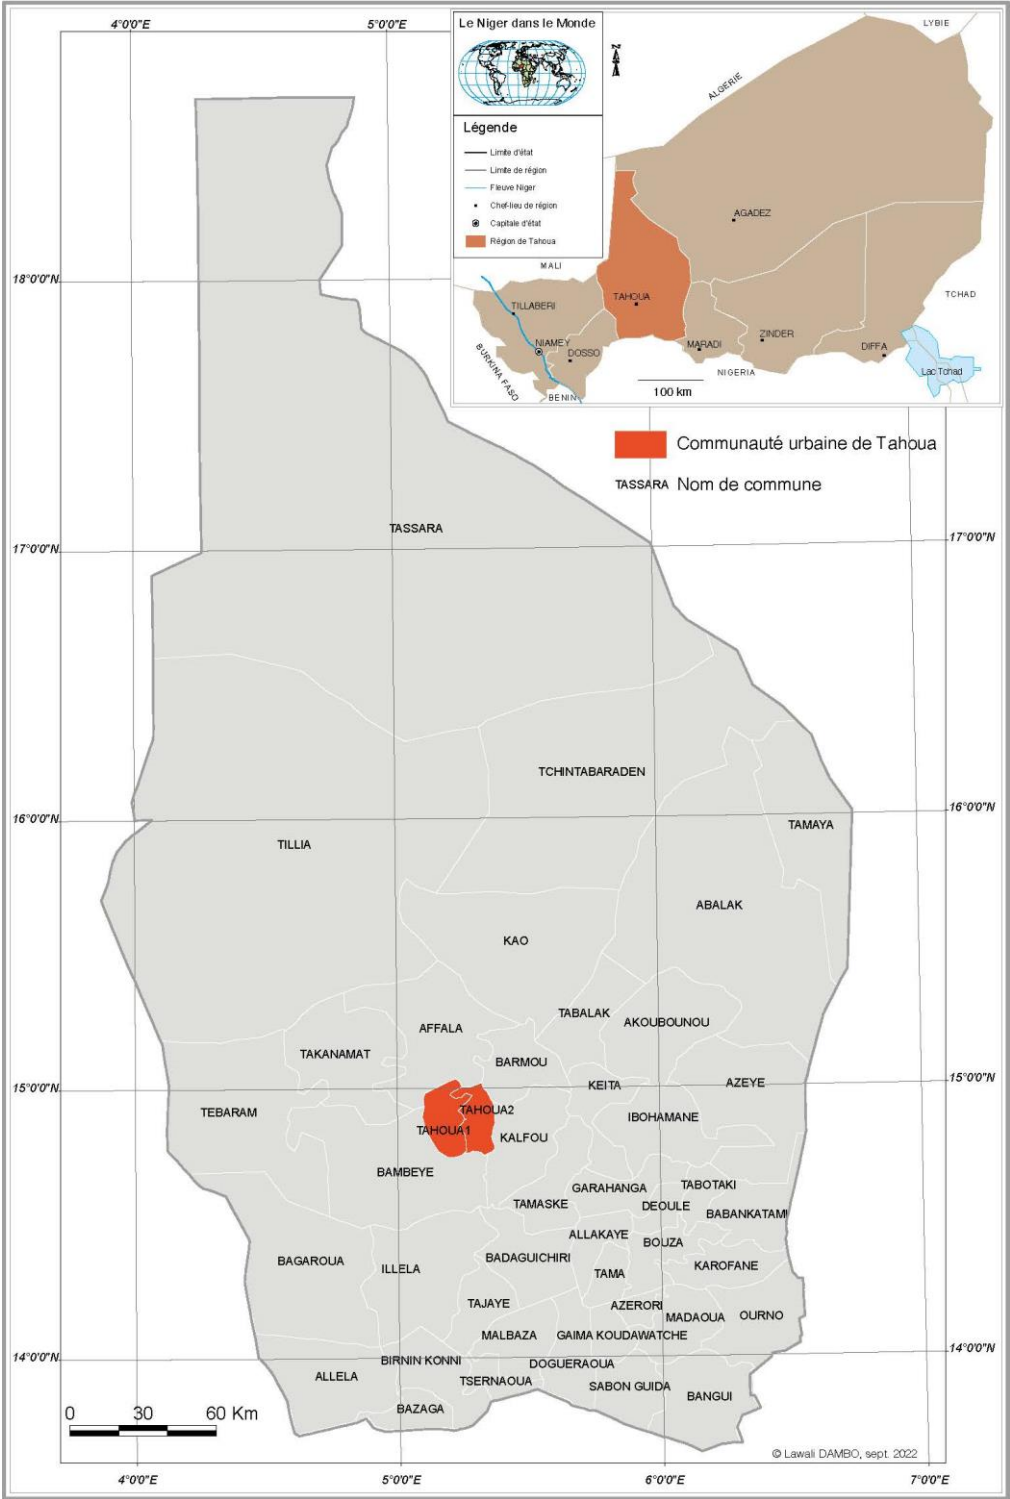 4°0'0"E
5°0'0"E
Le Niger dans le Monde
N
LYBIE
ALGERIE
Légende
Limite d'état
Limite de région
Fleuve Niger
Chef-lieu de région
Capitale d'état
Région de Tahoua
AGADEZ
MALI
TCHAD
TAHOUA
TILLABERI
ZINDER
NIAMEY
DOSSO
MARADI
DIFFA
BURKINA FASO
NIGERIA
Lac Tchad
BENIN
100 km
18°0'0"N
Communauté urbaine de Tahoua
TASSARA Nom de commune
TASSARA
17°0'0"N
17°0'0"N
TCHINTABARADEN
16°0'0"N
16°0'0"N
TAMAYA
TILLIA
ABALAK
KAO
TABALAK
AKOUBOUNOU
AFFALA
TAKANAMAT
BARMOU
15°0'0"N
KEITA
AZEYE
15°0'0"N
TEBARAM
TAHOUA2
IBOHAMANE
TAHOUA1
KALFOU
BAMBEYE
GARAHANGA
TABOTAKI
TAMASKE
DEOULE
BABANKATAMI
ALLAKAYE
BOUZA
BAGAROUA
ILLELA
BADAGUICHIRI
KAROFANE
TAMA
TAJAYE
AZERORI
MADAOUA
OURNO
MALBAZA
GAIMA KOUDAWATCHE
14°0'0"N
BIRNIN KONNI
DOGUERAOUA
14°0'0"N
ALLELA
TSERNAOUA
SABON GUIDA
BANGUI
BAZAGA
0 30 60 Km
© Lawali DAMBO, sept. 2022
4°0'0"E
5°0'0"E
6°0'0"E
7°0'0"E